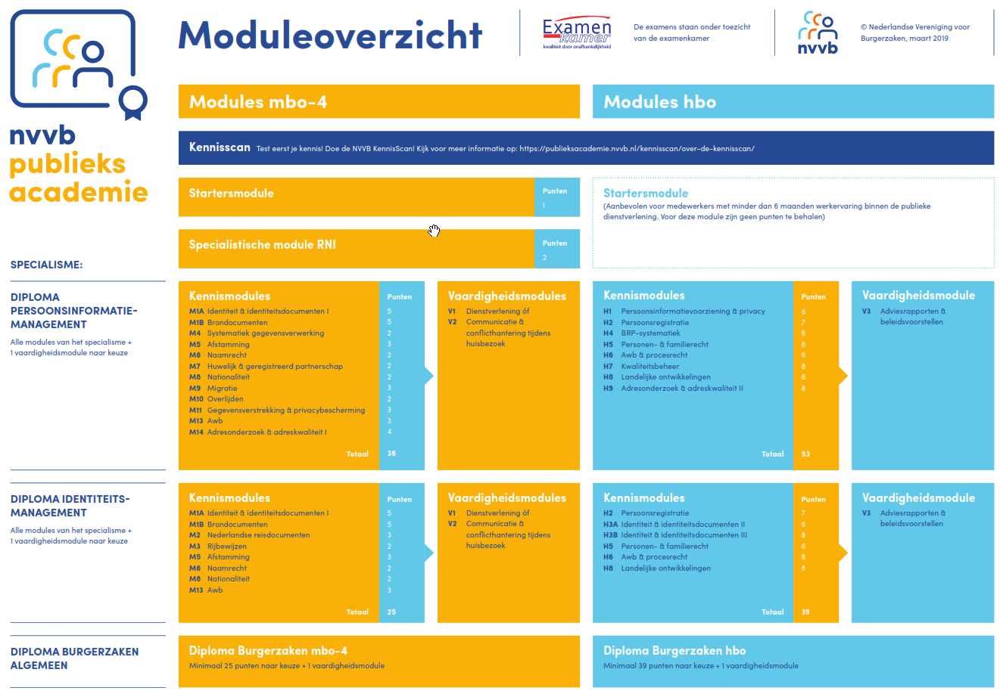 nvvb
publieks
academie
Moduleoverzicht
Examen
kamer
kwaliteit door onafhankelijkheid
De examens staan onder toezicht
van de examenkamer
nvvb
© Nederlandse Vereniging voor
Burgerzaken, maart 2019
Modules mbo-4
Modules hbo
Kennisscan Test eerst je kennis! Doe de NVVB KennisScan! Kijk voor meer informatie op: https://publieksacademie.nvvb.nl/kennisscan/over-de-kennisscan/
Startersmodule
Punten
1
Startersmodule
(Aanbevolen voor medewerkers met minder dan 6 maanden werkervaring binnen de publieke
dienstverlening. Voor deze module zijn geen punten te behalen)
Specialistische module RNI
Punten
2
SPECIALISME:
DIPLOMA
PERSOONSINFORMATIE-
MANAGEMENT
Alle modules van het specialisme +
1 vaardigheidsmodule naar keuze
Kennismodules Punten
M1A Identiteit & identiteitsdocumenten I 5
M1B Brondocumenten 5
M4 Systematiek gegevensverwerking 2
M5 Afstamming 3
M6 Naamrecht 2
M7 Huwelijk & geregistreerd partnerschap 2
M8 Nationaliteit 2
M9 Migratie 3
M10 Overlijden 2
M11 Gegevensverstrekking & privacybescherming 3
M13 Awb 3
M14 Adresonderzoek & adreskwaliteit I 4
Totaal 36
Vaardigheidsmodules
V1 Dienstverlening óf
V2 Communicatie &
conflicthantering tijdens
huisbezoek
Kennismodules Punten
H1 Persoonsinformatievoorziening & privacy 6
H2 Persoonsregistratie 7
H4 BRP-systematiek 6
H5 Personen- & familierecht 6
H6 Awb & procesrecht 6
H7 Kwaliteitsbeheer 8
H8 Landelijke ontwikkelingen 6
H9 Adresonderzoek & adreskwaliteit II 8
Totaal 53
Vaardigheidsmodule
V3 Adviesrapporten &
beleidsvoorstellen
DIPLOMA IDENTITEITS-
MANAGEMENT
Alle modules van het specialisme +
1 vaardigheidsmodule naar keuze
Kennismodules Punten
M1A Identiteit & identiteitsdocumenten I 5
M1B Brondocumenten 5
M2 Nederlandse reisdocumenten 3
M3 Rijbewijzen 2
M5 Afstamming 3
M6 Naamrecht 2
M8 Nationaliteit 2
M13 Awb 3
Totaal 25
Vaardigheidsmodules
V1 Dienstverlening óf
V2 Communicatie &
conflicthantering tijdens
huisbezoek
Kennismodules Punten
H2 Persoonsregistratie 7
H3A Identiteit & identiteitsdocumenten II 6
H3B Identiteit & identiteitsdocumenten III 8
H5 Personen- & familierecht 6
H6 Awb & procesrecht 6
H8 Landelijke ontwikkelingen 6
Totaal 39
Vaardigheidsmodule
V3 Adviesrapporten &
beleidsvoorstellen
DIPLOMA BURGERZAKEN
ALGEMEEN
Diploma Burgerzaken mbo-4
Minimaal 25 punten naar keuze + 1 vaardigheidsmodule
Diploma Burgerzaken hbo
Minimaal 39 punten naar keuze + 1 vaardigheidsmodule